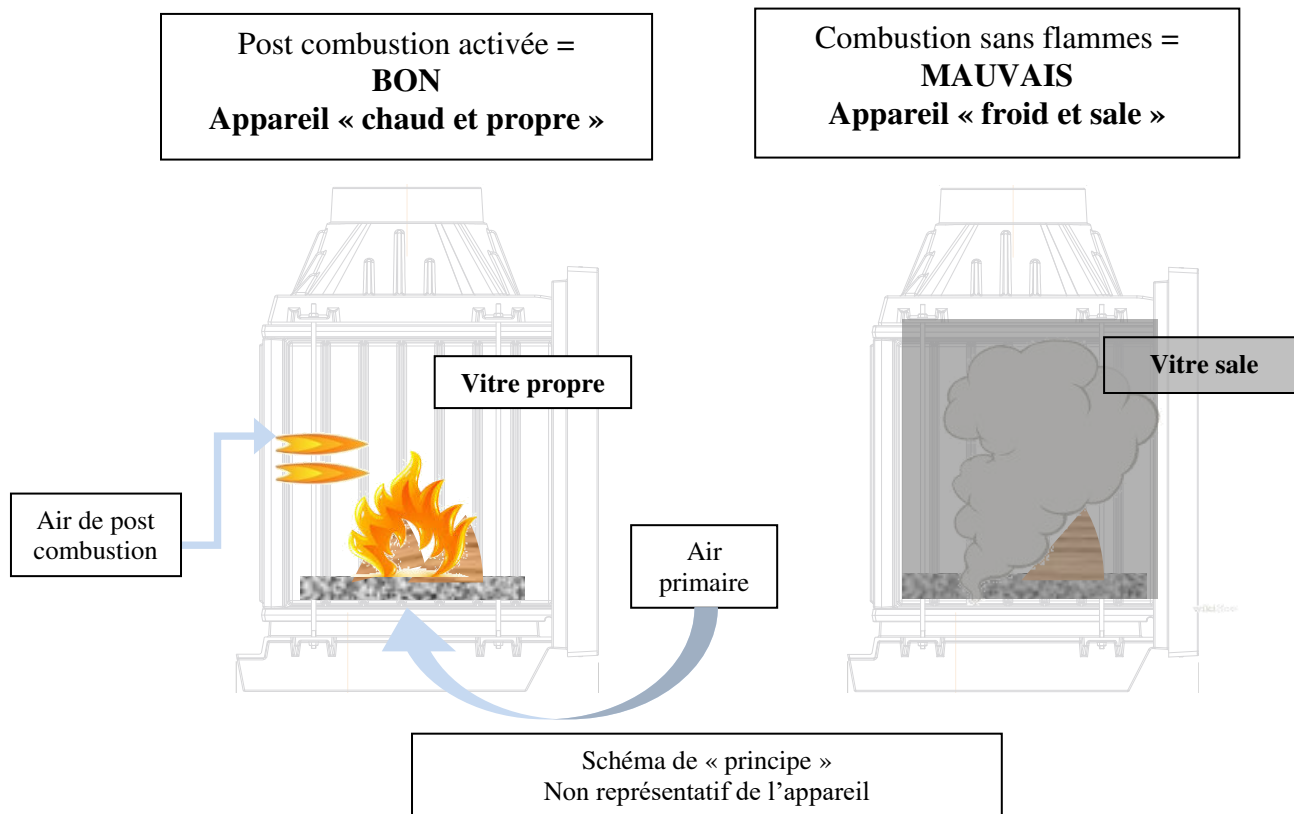 Post combustion activée =
BON
Appareil « chaud et propre »
Combustion sans flammes =
MAUVAIS
Appareil « froid et sale »
Vitre propre
Vitre sale
Air de post
combustion
Air
primaire
Schéma de « principe »
Non représentatif de l’appareil